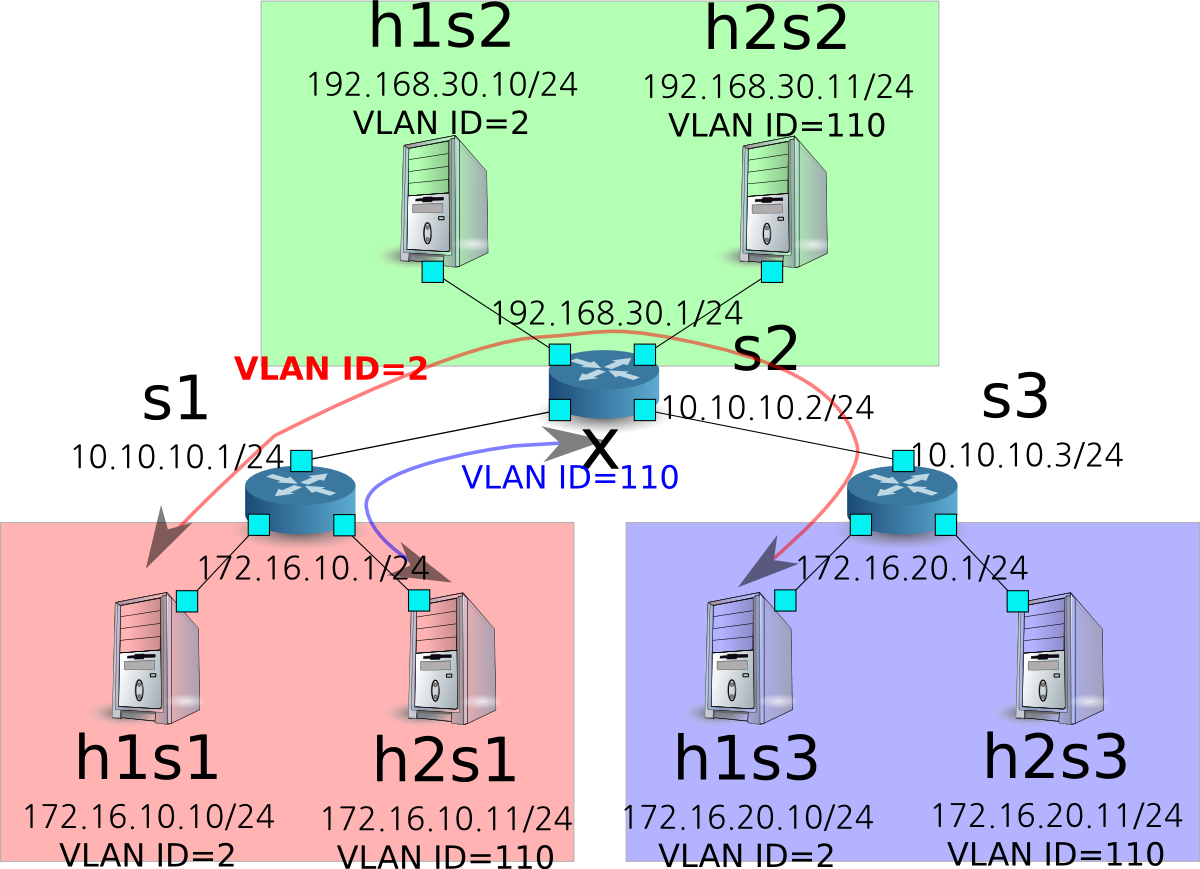 h1s2
192.168.30.10/24
VLAN ID=2
h2s2
192.168.30.11/24
VLAN ID=110
192.168.30.1/24
s2
VLAN ID=2
s1
10.10.10.1/24
10.10.10.2/24
x
VLAN ID=110
s3
10.10.10.3/24
172.16.10.1/24
172.16.20.1/24
h1s1
172.16.10.10/24
VLAN ID=2
h2s1
172.16.10.11/24
VLAN ID=110
h1s3
172.16.20.10/24
VLAN ID=2
h2s3
172.16.20.11/24
VLAN ID=110